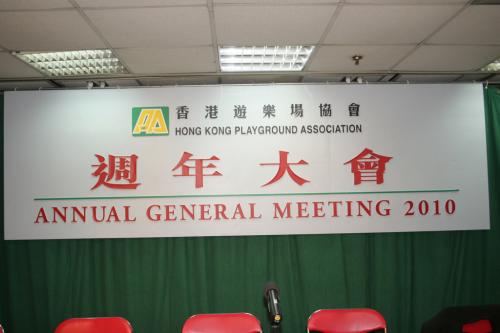 香港遊樂場協會
HONG KONG PLAYGROUND ASSOCIATION
週年大會
ANNUAL GENERAL MEETING 2010